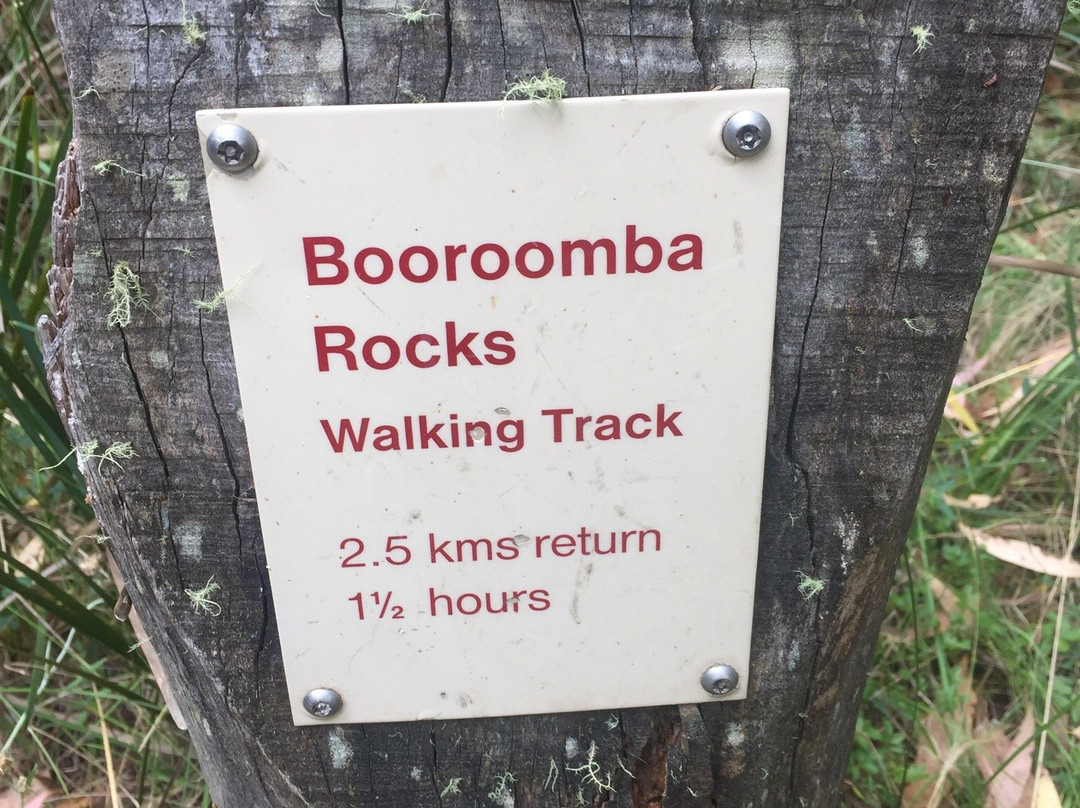 Booroomba
Rocks
Walking Track
2.5 kms return
1½ hours